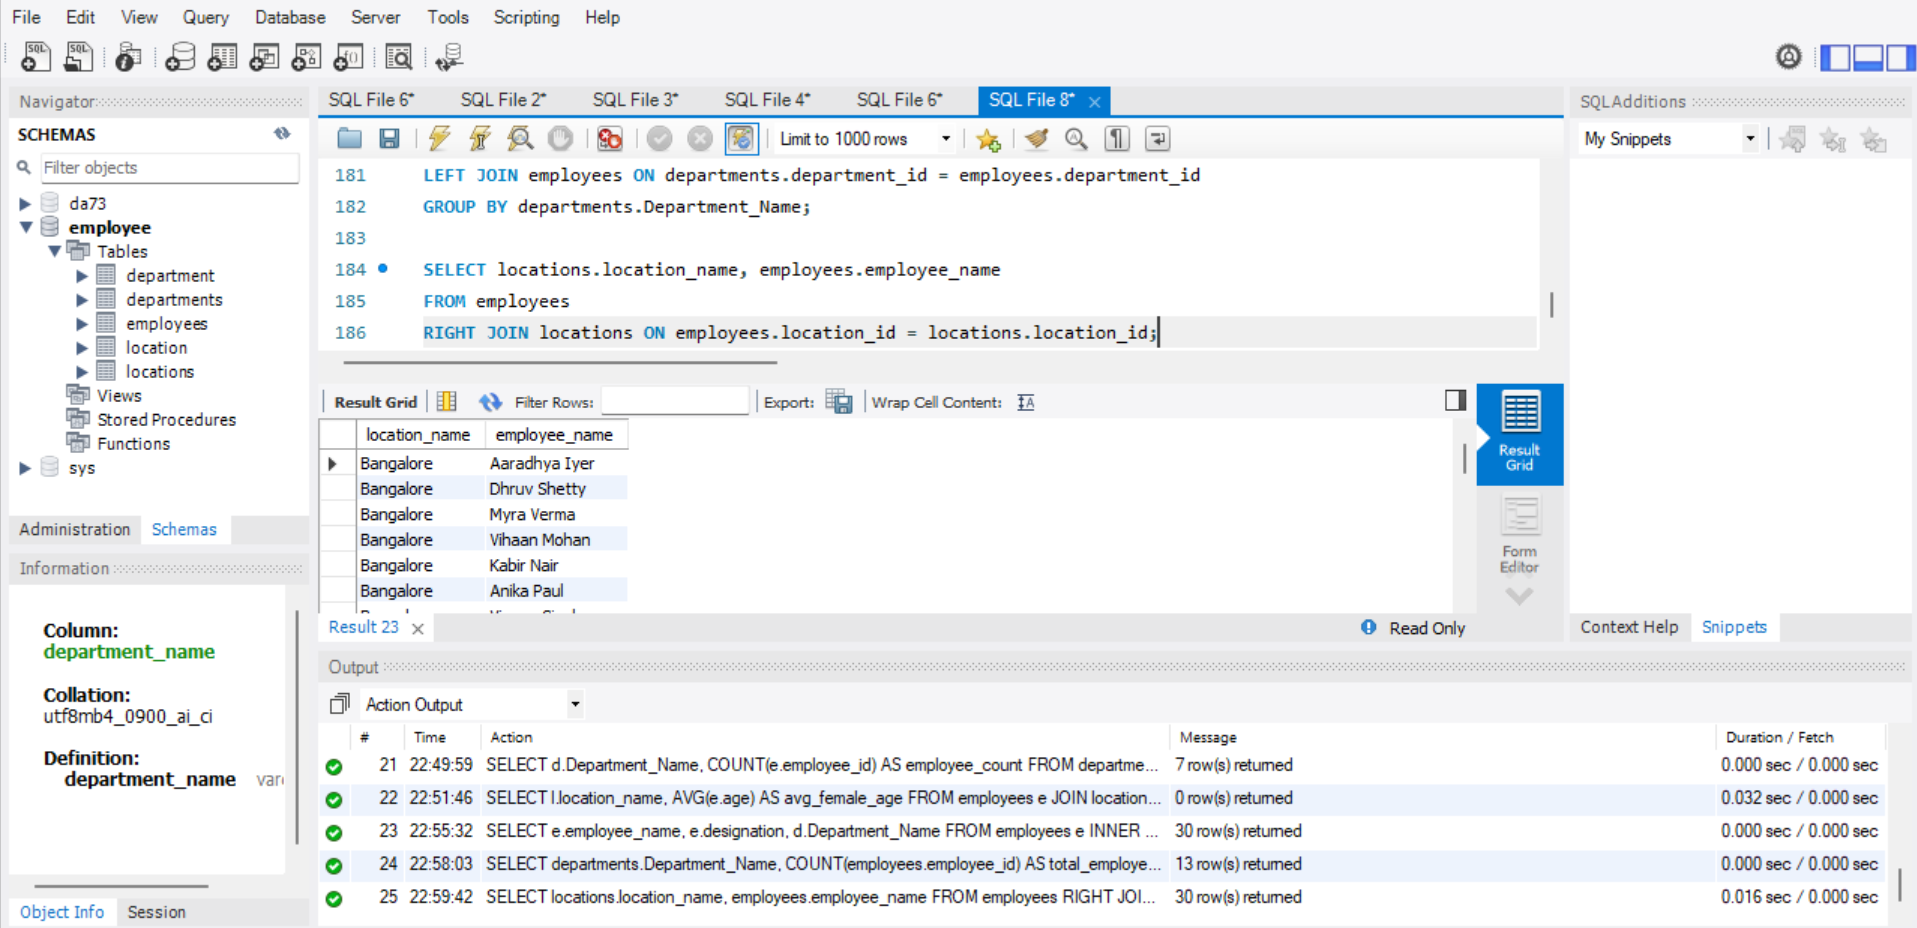 File Edit View Query Database Server Tools Scripting Help
Navigator
SCHEMAS
Filter objects
da73
employee
Tables
department
departments
employees
location
locations
Views
Stored Procedures
Functions
sys
Administration Schemas
Information
Column:
department_name
Collation:
utf8mb4_0900_ai_ci
Definition:
department_name
Object Info Session
SQL File 6* SQL File 2* SQL File 3* SQL File 4* SQL File 6* SQL File 8*
Limit to 1000 rows
181 LEFT JOIN employees ON departments.department_id = employees.department_id
182 GROUP BY departments.Department_Name;
183
184 SELECT locations.location_name, employees.employee_name
185 FROM employees
186 RIGHT JOIN locations ON employees.location_id = locations.location_id;
Result Grid Filter Rows: Export: Wrap Cell Content:
location_name employee_name
Bangalore Aaradhya Iyer
Bangalore Dhruv Shetty
Bangalore Myra Verma
Bangalore Vihaan Mohan
Bangalore Kabir Nair
Bangalore Anika Paul
Result
Grid
Form
Editor
Result 23 Read Only
Output
Action Output
# Time Action Message Duration / Fetch
21 22:49:59 SELECT d.Department_Name, COUNT(e.employee_id) AS employee_count FROM departme... 7 row(s) returned 0.000 sec / 0.000 sec
22 22:51:46 SELECT l.location_name, AVG(e.age) AS avg_female_age FROM employees e JOIN location... 0 row(s) returned 0.032 sec / 0.000 sec
23 22:55:32 SELECT e.employee_name, e.designation, d.Department_Name FROM employees e INNER ... 30 row(s) returned 0.000 sec / 0.000 sec
24 22:58:03 SELECT departments.Department_Name, COUNT(employees.employee_id) AS total_employe... 13 row(s) returned 0.000 sec / 0.000 sec
25 22:59:42 SELECT locations.location_name, employees.employee_name FROM employees RIGHT JOI... 30 row(s) returned 0.016 sec / 0.000 sec
SQLAdditions
My Snippets
Context Help Snippets